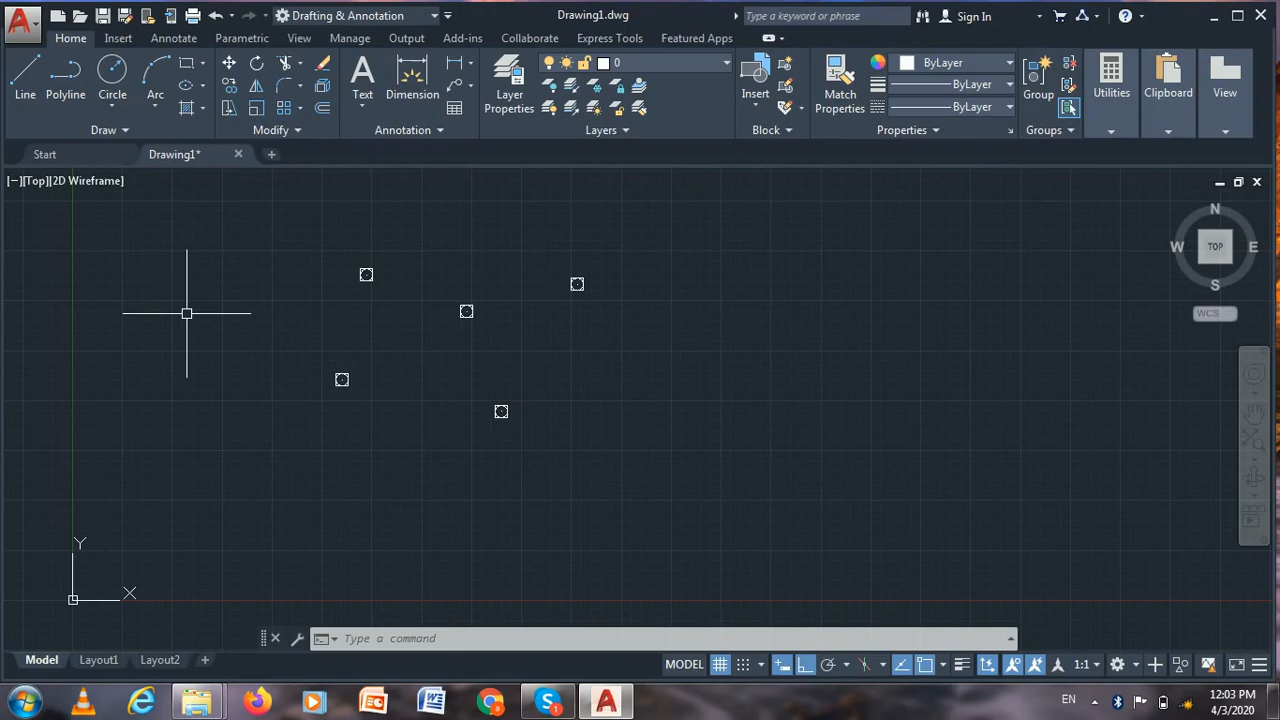 A Drafting & Annotation Drawing1.dwg Type a keyword or phrase Sign In
Home Insert Annotate Parametric View Manage Output Add-ins Collaborate Express Tools Featured Apps
Line Polyline Circle Arc Text Dimension Layer Properties 0 Insert Match Properties ByLayer ByLayer ByLayer Group Utilities Clipboard View
Draw Modify Annotation Layers Block Properties Groups
Start Drawing1*
[−][Top][2D Wireframe]
N
W TOP E
S
WCS
Y
X
Type a command
Model Layout1 Layout2 MODEL 1:1
EN 12:03 PM
4/3/2020